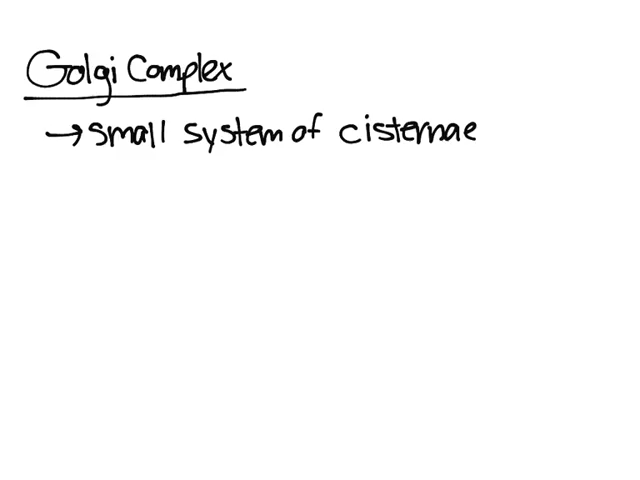 Golgi Complex
→ small system of cisternae